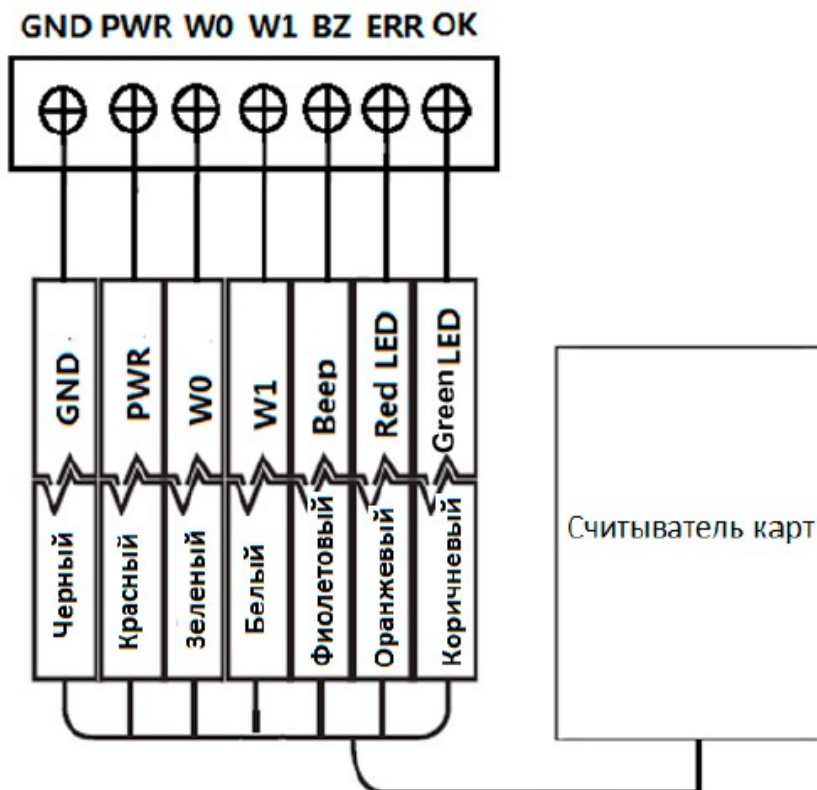 GND PWR W0 W1 BZ ERR OK
GND
PWR
W0
W1
Beep
Red LED
Green LED
Черный
Красный
Зеленый
Белый
Фиолетовый
Оранжевый
Коричневый
Считыватель карт